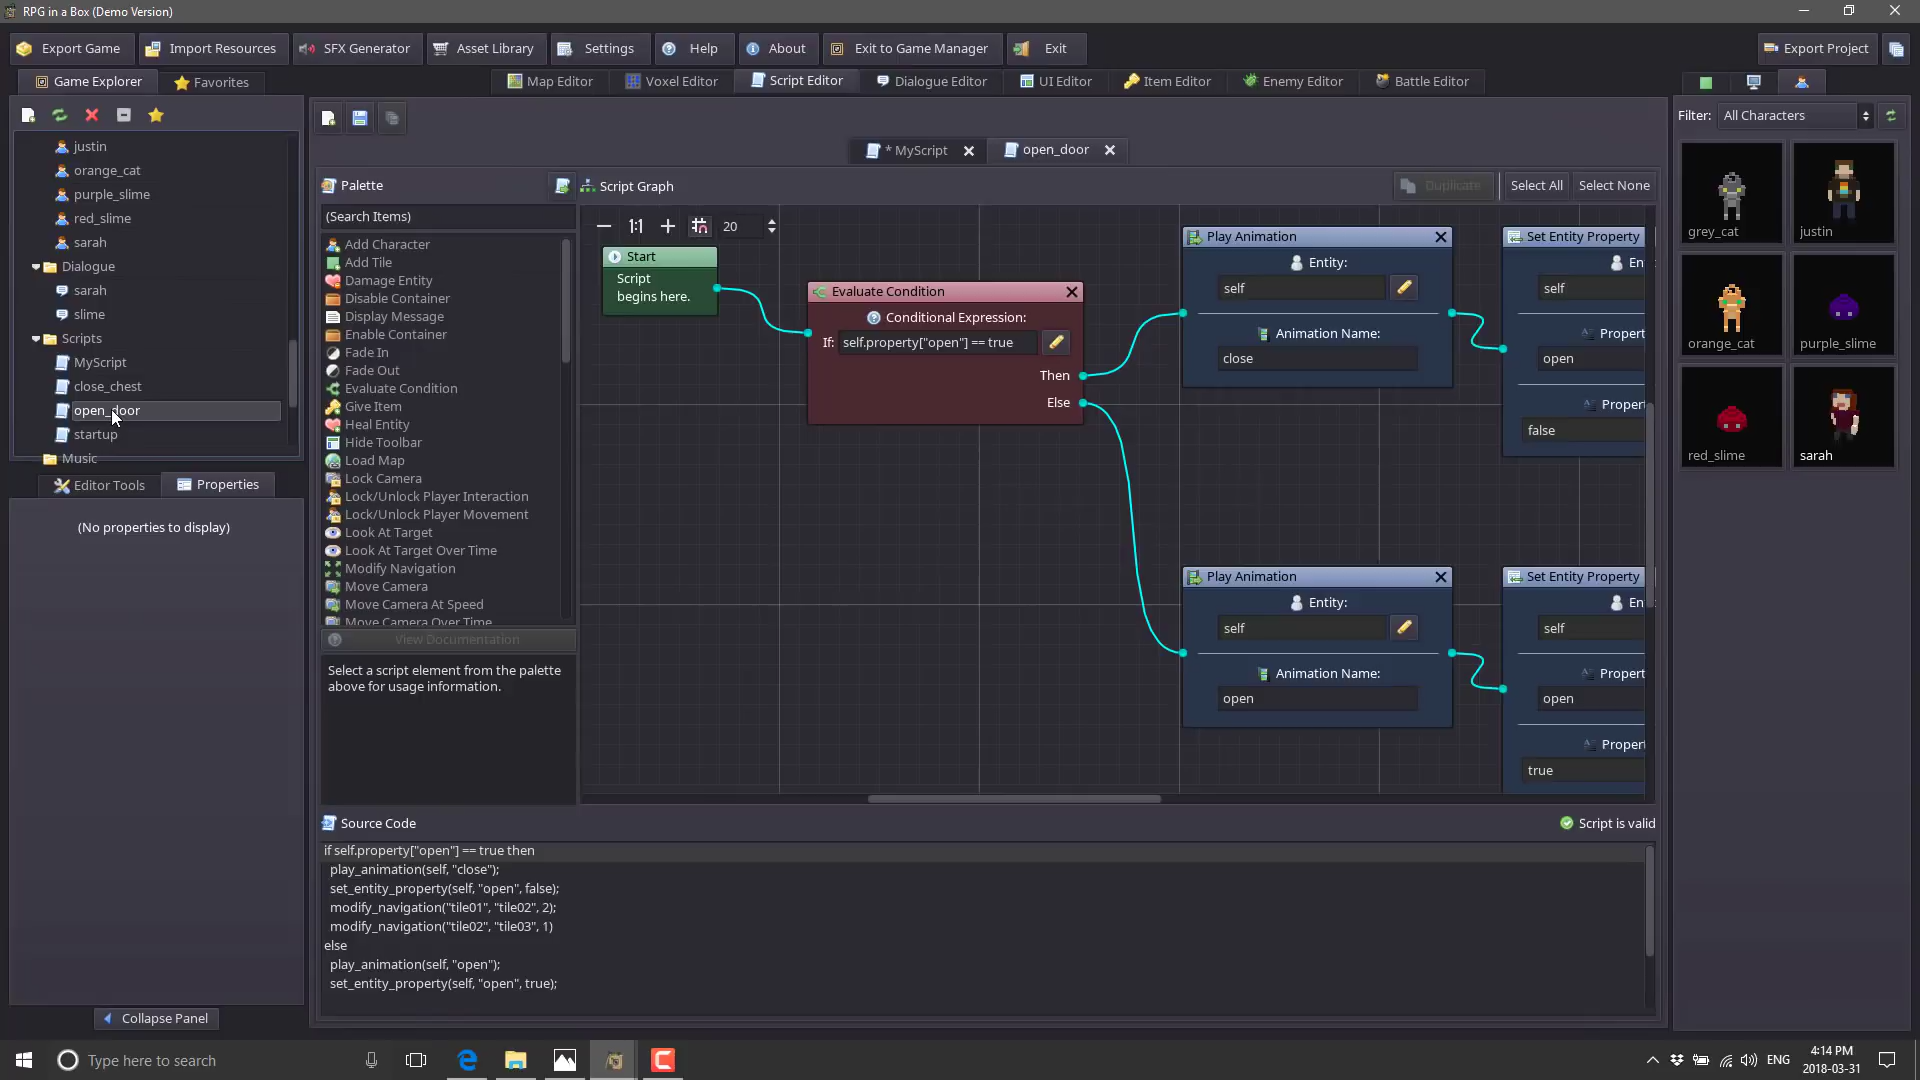 RPG in a Box (Demo Version)
Export Game
Import Resources
SFX Generator
Asset Library
Settings
Help
About
Exit to Game Manager
Exit
Export Project
Game Explorer
Favorites
Map Editor
Voxel Editor
Script Editor
Dialogue Editor
UI Editor
Item Editor
Enemy Editor
Battle Editor
Filter: All Characters
justin
orange_cat
purple_slime
red_slime
sarah
Dialogue
sarah
slime
Scripts
MyScript
close_chest
open_door
startup
Music
Editor Tools
Properties
(No properties to display)
Collapse Panel
* MyScript
open_door
Palette
(Search Items)
Add Character
Add Tile
Damage Entity
Disable Container
Display Message
Enable Container
Fade In
Fade Out
Evaluate Condition
Give Item
Heal Entity
Hide Toolbar
Load Map
Lock Camera
Lock/Unlock Player Interaction
Lock/Unlock Player Movement
Look At Target
Look At Target Over Time
Modify Navigation
Move Camera
Move Camera At Speed
Move Camera Over Time
View Documentation
Select a script element from the palette
above for usage information.
Script Graph
Duplicate
Select All
Select None
1:1
20
Start
Script
begins here.
Evaluate Condition
Conditional Expression:
If: self.property["open"] == true
Then
Else
Play Animation
Entity:
self
Animation Name:
close
Set Entity Property
En
self
Proper
open
Proper
false
Play Animation
Entity:
self
Animation Name:
open
Set Entity Property
En
self
Proper
open
Proper
true
Source Code
Script is valid
if self.property["open"] == true then
play_animation(self, "close");
set_entity_property(self, "open", false);
modify_navigation("tile01", "tile02", 2);
modify_navigation("tile02", "tile03", 1)
else
play_animation(self, "open");
set_entity_property(self, "open", true);
grey_cat
justin
orange_cat
purple_slime
red_slime
sarah
Type here to search
ENG
4:14 PM
2018-03-31